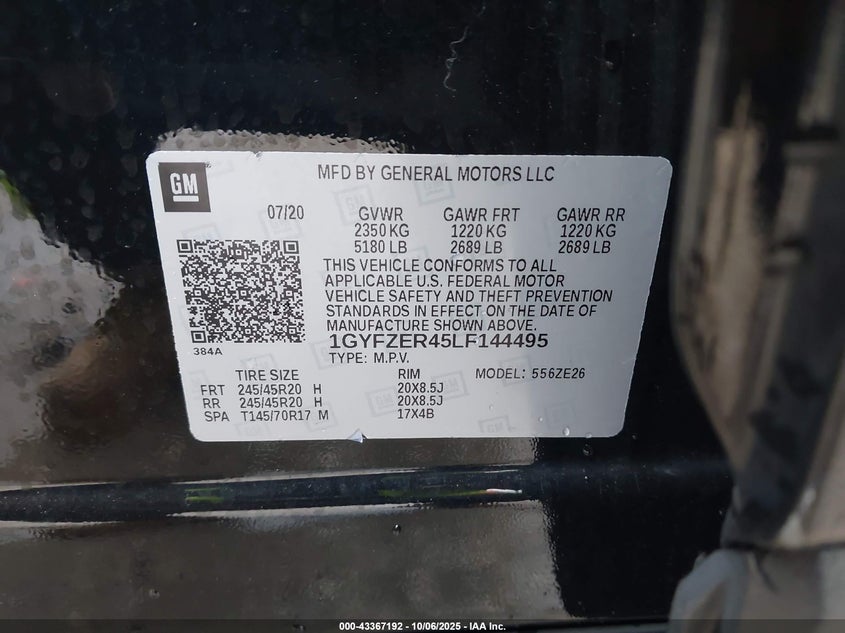 GM
MFD BY GENERAL MOTORS LLC
07/20 GVWR GAWR FRT GAWR RR
2350 KG 1220 KG 1220 KG
5180 LB 2689 LB 2689 LB
THIS VEHICLE CONFORMS TO ALL
APPLICABLE U.S. FEDERAL MOTOR
VEHICLE SAFETY AND THEFT PREVENTION
STANDARDS IN EFFECT ON THE DATE OF
MANUFACTURE SHOWN ABOVE.
384A
1GYFZER45LF144495
TYPE: M.P.V.
TIRE SIZE RIM MODEL: 556ZE26
FRT 245/45R20 H 20X8.5J
RR 245/45R20 H 20X8.5J
SPA T145/70R17 M 17X4B
000-43367192 - 10/06/2025 - IAA Inc.